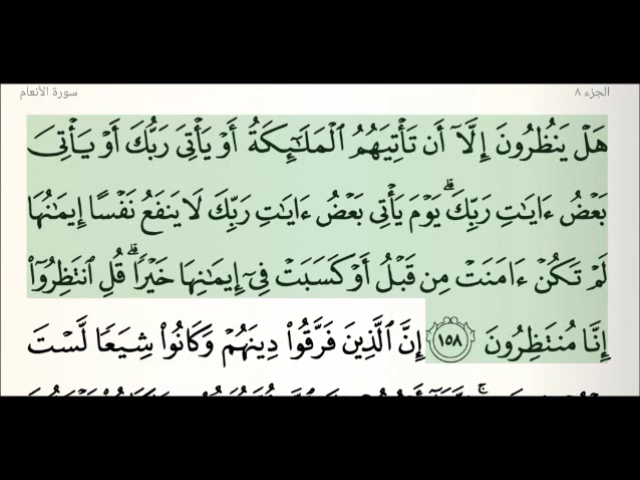 الجزء ٨
سورة الأنعام
هَلْ يَنظُرُونَ إِلَّآ أَن تَأْتِيَهُمُ ٱلْمَلَٰٓئِكَةُ أَوْ يَأْتِىَ رَبُّكَ أَوْ يَأْتِىَ
بَعْضُ ءَايَٰتِ رَبِّكَ ۗ يَوْمَ يَأْتِى بَعْضُ ءَايَٰتِ رَبِّكَ لَا يَنفَعُ نَفْسًا إِيمَٰنُهَا
لَمْ تَكُنْ ءَامَنَتْ مِن قَبْلُ أَوْ كَسَبَتْ فِىٓ إِيمَٰنِهَا خَيْرًا ۗ قُلِ ٱنتَظِرُوٓا۟
إِنَّا مُنتَظِرُونَ ١٥٨ إِنَّ ٱلَّذِينَ فَرَّقُوا۟ دِينَهُمْ وَكَانُوا۟ شِيَعًا لَّسْتَ